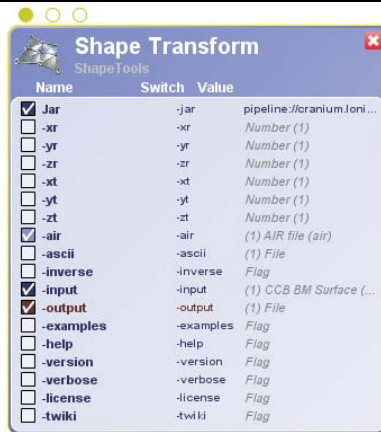 Shape Transform
ShapeTools
Name Switch Value
Jar -jar pipeline://cranium.loni...
-xr -xr Number (1)
-yr -yr Number (1)
-zr -zr Number (1)
-xt -xt Number (1)
-yt -yt Number (1)
-zt -zt Number (1)
-air -air (1) AIR file (air)
-ascii -ascii (1) File
-inverse -inverse Flag
-input -input (1) CCB BM Surface (...
-output -output (1) File
-examples -examples Flag
-help -help Flag
-version -version Flag
-verbose -verbose Flag
-license -license Flag
-twiki -twiki Flag